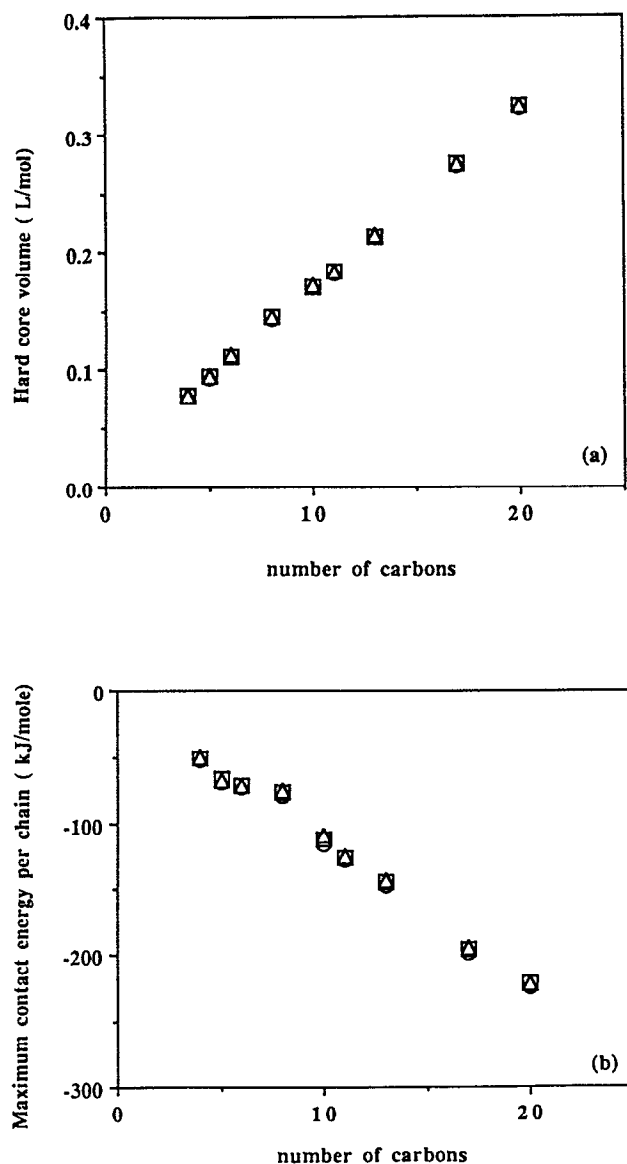 0.4
0.3
0.2
0.1
0.0
Hard core volume ( L/mol)
(a)
0 10 20
number of carbons
0
-100
-200
-300
Maximum contact energy per chain ( kJ/mole)
(b)
0 10 20
number of carbons